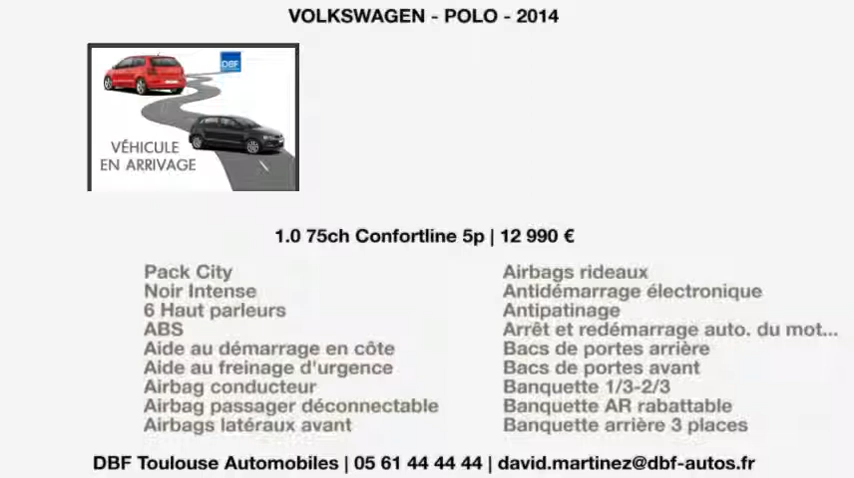 VOLKSWAGEN - POLO - 2014
DBF
VÉHICULE
EN ARRIVAGE
1.0 75ch Confortline 5p | 12 990 €
Pack City
Noir Intense
6 Haut parleurs
ABS
Aide au démarrage en côte
Aide au freinage d'urgence
Airbag conducteur
Airbag passager déconnectable
Airbags latéraux avant
Airbags rideaux
Antidémarrage électronique
Antipatinage
Arrêt et redémarrage auto. du mot...
Bacs de portes arrière
Bacs de portes avant
Banquette 1/3-2/3
Banquette AR rabattable
Banquette arrière 3 places
DBF Toulouse Automobiles | 05 61 44 44 44 | david.martinez@dbf-autos.fr